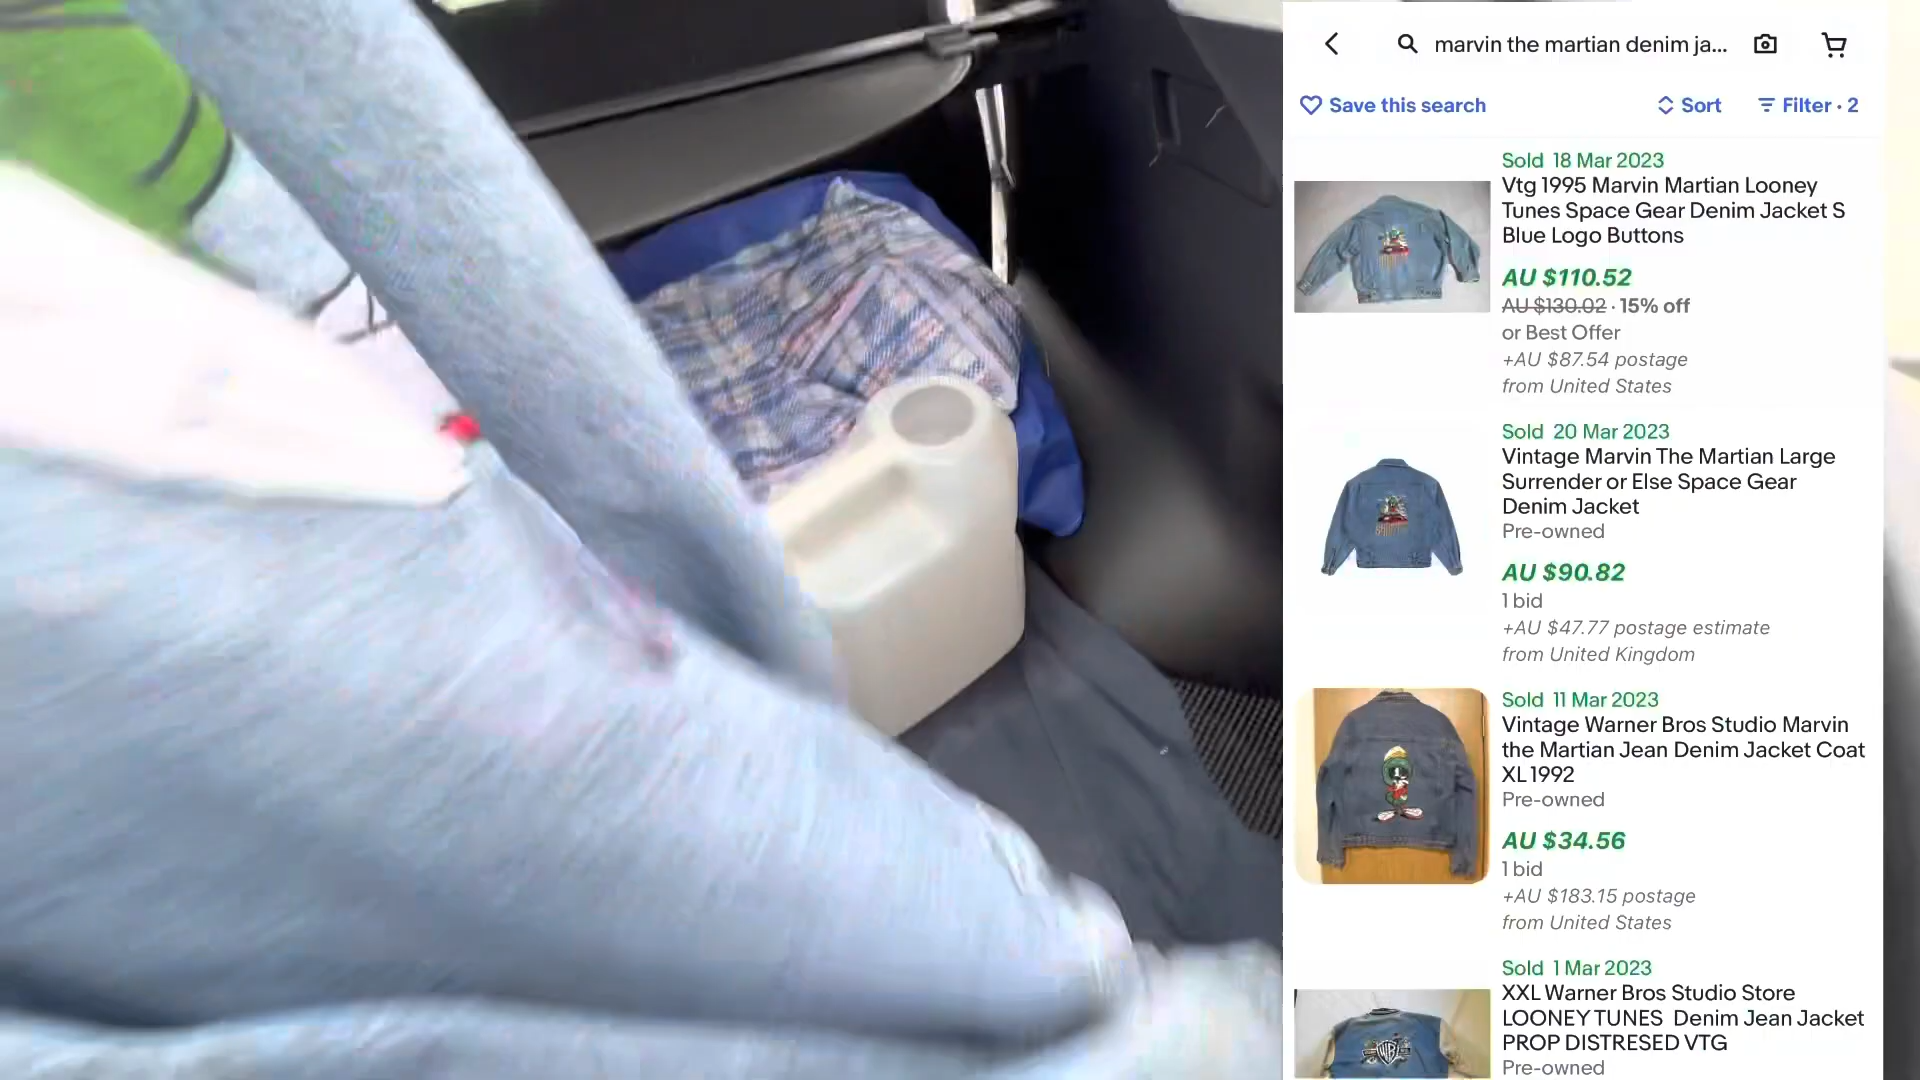 marvin the martian denim ja...
Save this search
Sort
Filter · 2
Sold 18 Mar 2023
Vtg 1995 Marvin Martian Looney
Tunes Space Gear Denim Jacket S
Blue Logo Buttons
AU $110.52
AU $130.02 · 15% off
or Best Offer
+AU $87.54 postage
from United States
Sold 20 Mar 2023
Vintage Marvin The Martian Large
Surrender or Else Space Gear
Denim Jacket
Pre-owned
AU $90.82
1 bid
+AU $47.77 postage estimate
from United Kingdom
Sold 11 Mar 2023
Vintage Warner Bros Studio Marvin
the Martian Jean Denim Jacket Coat
XL 1992
Pre-owned
AU $34.56
1 bid
+AU $183.15 postage
from United States
Sold 1 Mar 2023
XXL Warner Bros Studio Store
LOONEY TUNES Denim Jean Jacket
PROP DISTRESED VTG
Pre-owned
WB